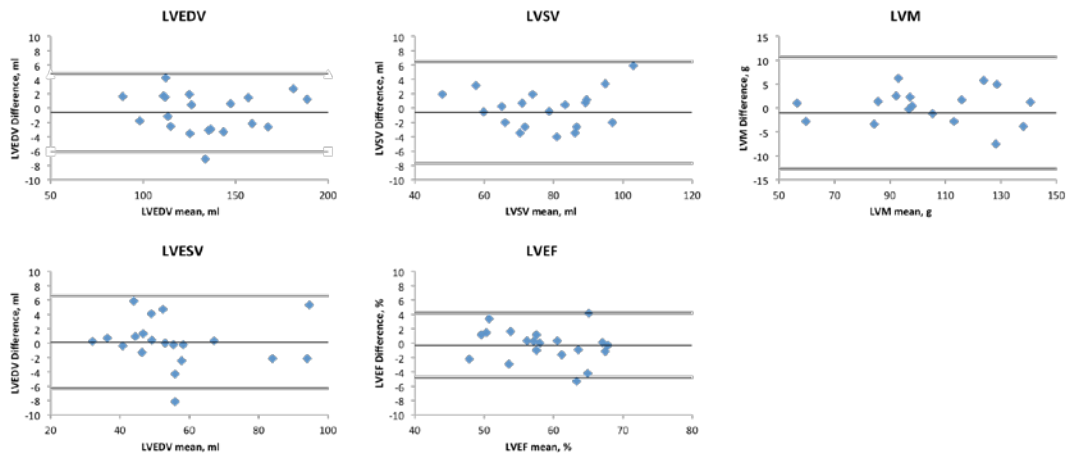 LVEDV
10
8
6
4
2
0
-2
-4
-6
-8
-10
LVEDV Difference, ml
50 100 150 200
LVEDV mean, ml
LVSV
10
8
6
4
2
0
-2
-4
-6
-8
-10
LVSV Difference, ml
40 60 80 100 120
LVSV mean, ml
LVM
15
10
5
0
-5
-10
-15
LVM Difference, g
50 70 90 110 130 150
LVM mean, g
LVESV
10
8
6
4
2
0
-2
-4
-6
-8
-10
LVEDV Difference, ml
20 40 60 80 100
LVEDV mean, ml
LVEF
10
8
6
4
2
0
-2
-4
-6
-8
-10
LVEF Difference, %
40 50 60 70 80
LVEF mean, %